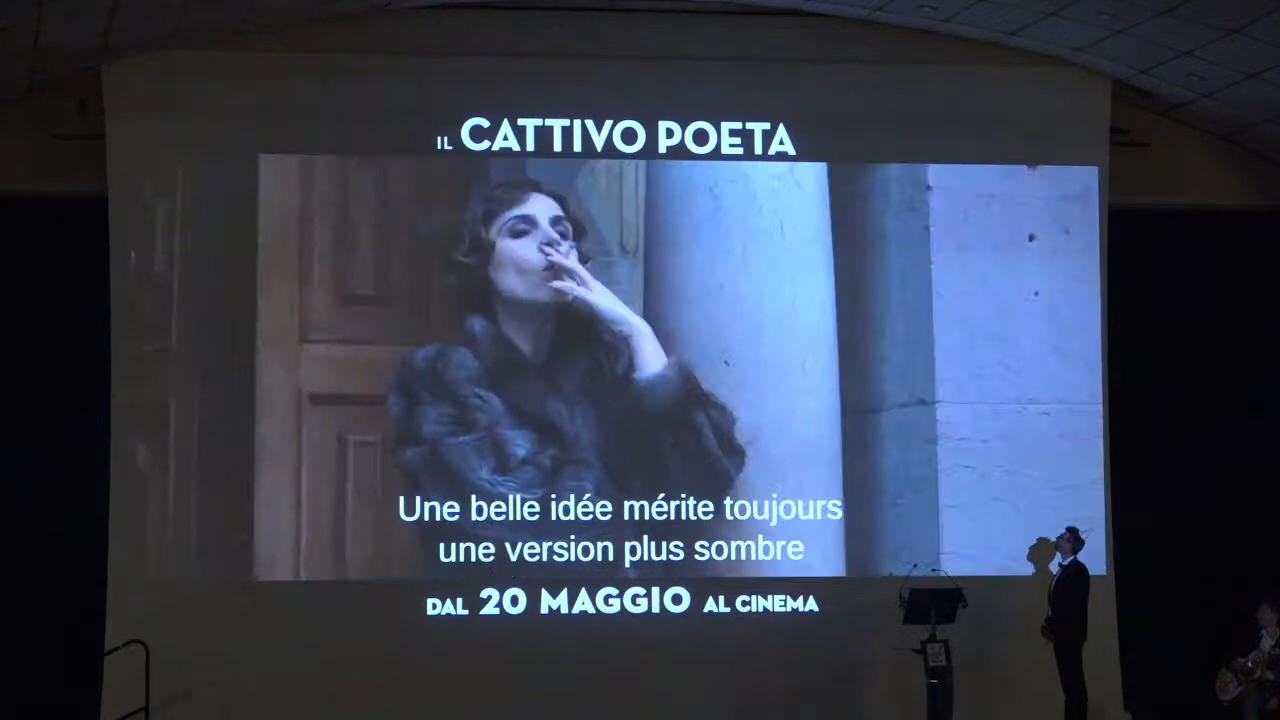 IL CATTIVO POETA
Une belle idée mérite toujours
une version plus sombre
DAL 20 MAGGIO AL CINEMA